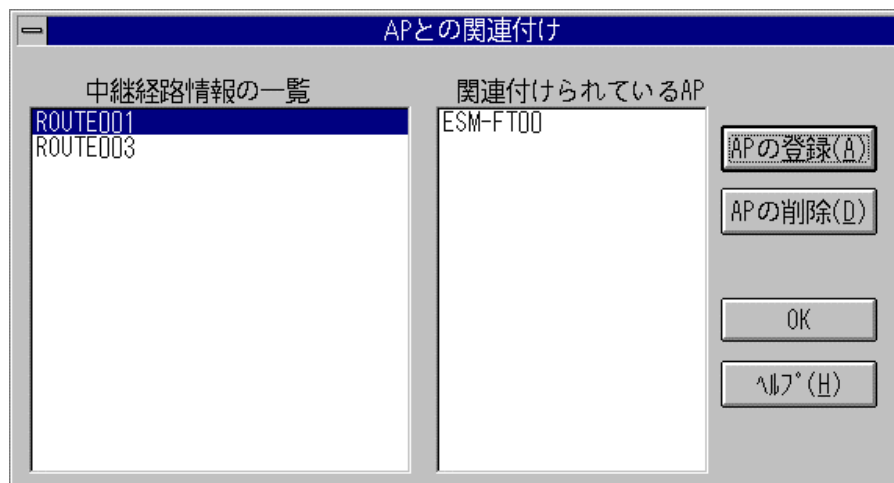 APとの関連付け
中継経路情報の一覧
ROUTE001
ROUTE003
関連付けられているAP
ESM-FT00
APの登録(A)
APの削除(D)
OK
ﾍﾙﾌﾟ(H)